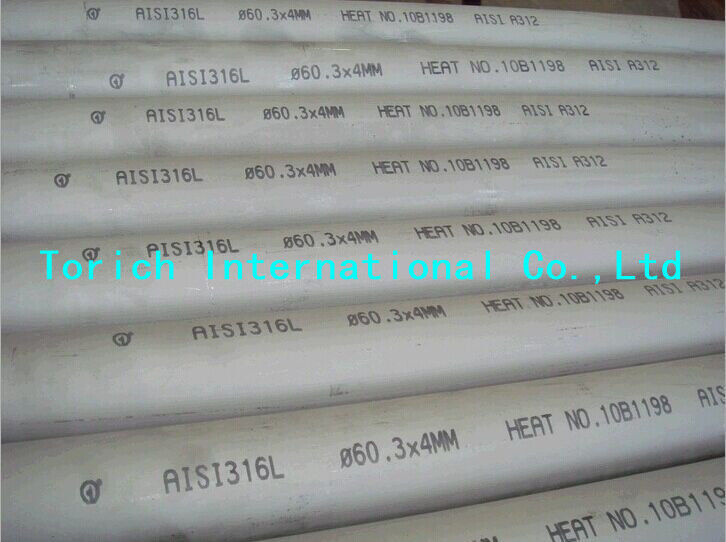 AISI316L ø60.3x4MM HEAT NO.10B1198 AISI A312
AISI316L ø60.3x4MM HEAT NO.10B1198 AISI A312
AISI316L ø60.3x4MM HEAT NO.10B1198 AISI A312
AISI316L ø60.3x4MM HEAT NO.10B1198 AISI A312
AISI316L ø60.3x4MM HEAT NO.10B1198 AISI A312
Torich International Co.,Ltd
AISI316L ø60.3x4MM HEAT NO.10B1198 AISI A312
AISI316L ø60.3x4MM HEAT NO.10B1198 AIS
HEAT NO.10B1